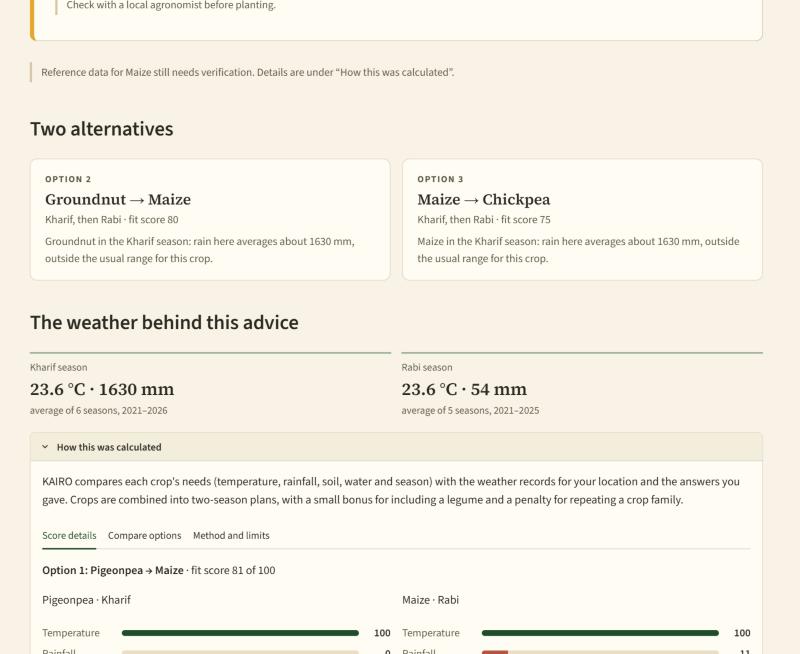 Check with a local agronomist before planting.
Reference data for Maize still needs verification. Details are under “How this was calculated”.
Two alternatives
OPTION 2
Groundnut → Maize
Kharif, then Rabi · fit score 80
Groundnut in the Kharif season: rain here averages about 1630 mm,
outside the usual range for this crop.
OPTION 3
Maize → Chickpea
Kharif, then Rabi · fit score 75
Maize in the Kharif season: rain here averages about 1630 mm, outside
the usual range for this crop.
The weather behind this advice
Kharif season
23.6 °C · 1630 mm
average of 6 seasons, 2021–2026
Rabi season
23.6 °C · 54 mm
average of 5 seasons, 2021–2025
How this was calculated
KAIRO compares each crop's needs (temperature, rainfall, soil, water and season) with the weather records for your location and the answers you
gave. Crops are combined into two-season plans, with a small bonus for including a legume and a penalty for repeating a crop family.
Score details Compare options Method and limits
Option 1: Pigeonpea → Maize · fit score 81 of 100
Pigeonpea · Kharif
Maize · Rabi
Temperature 100
Temperature 100
Rainfall 0
Rainfall 11